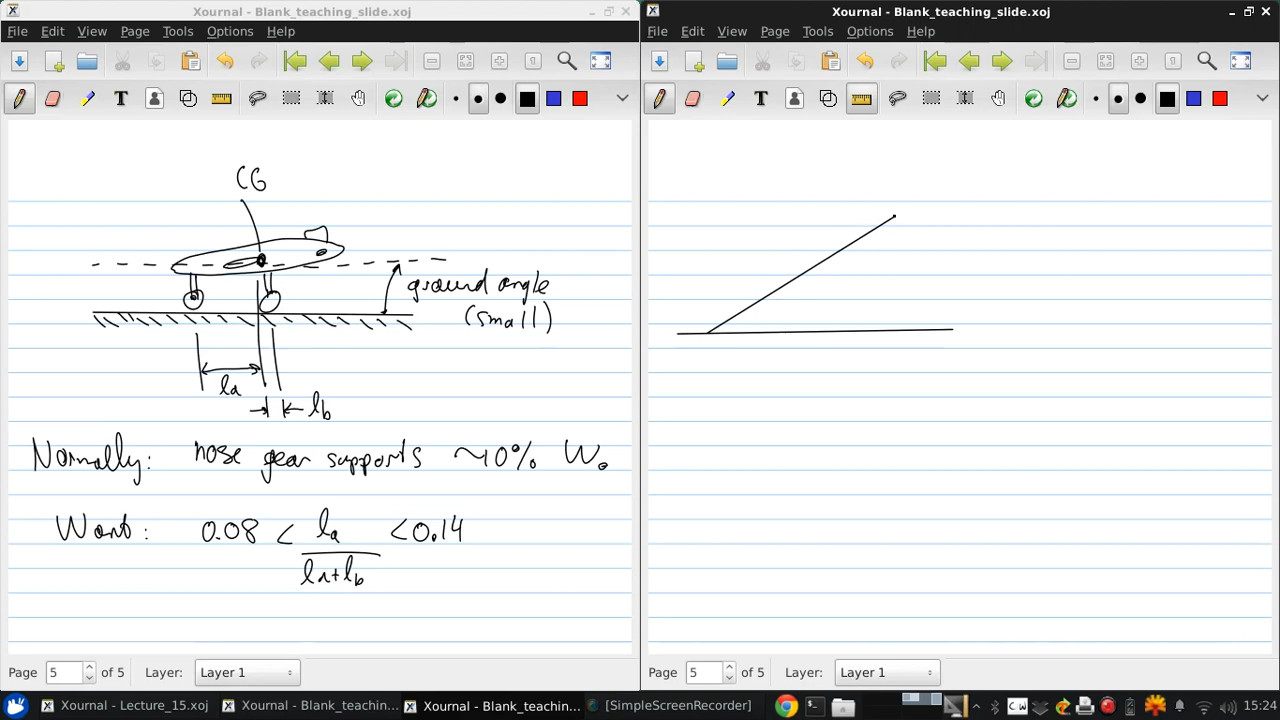 Xournal - Blank_teaching_slide.xoj
File Edit View Page Tools Options Help
CG
ground angle
(small)
la
lb
Normally: nose gear supports ~10% Wo
Want: 0.08 < la < 0.14
la+lb
Page 5 of 5 Layer: Layer 1
Xournal - Blank_teaching_slide.xoj
File Edit View Page Tools Options Help
Page 5 of 5 Layer: Layer 1
Xournal - Lecture_15.xoj
Xournal - Blank_teachin...
Xournal - Blank_teachin...
[SimpleScreenRecorder]
CW
15:24